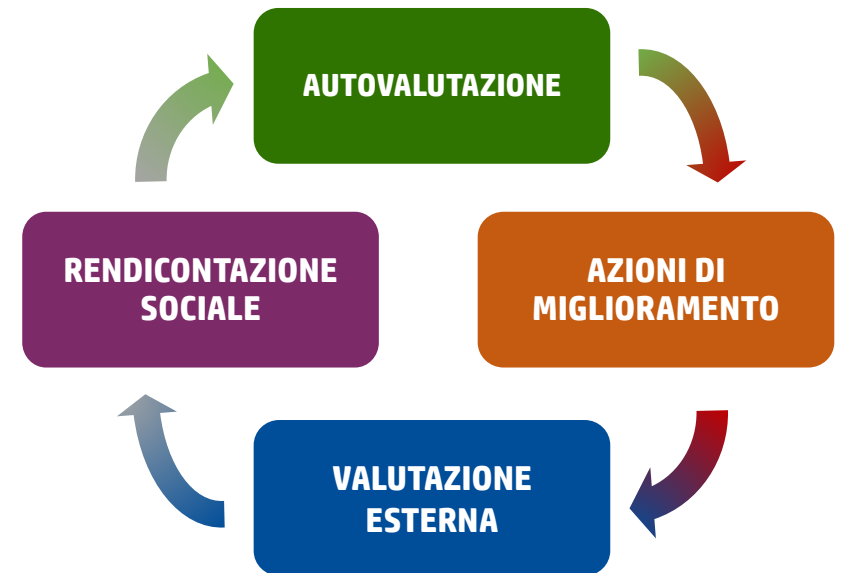 AUTOVALUTAZIONE
RENDICONTAZIONE
SOCIALE
AZIONI DI
MIGLIORAMENTO
VALUTAZIONE
ESTERNA